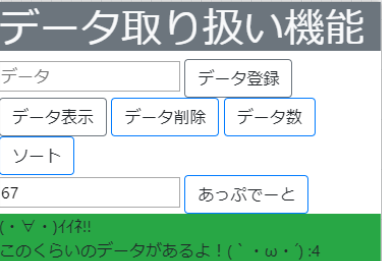 データ取り扱い機能
データ データ登録
データ表示 データ削除 データ数
ソート
67 あっぷでーと
(・∀・)ｲｲﾈ!!
このくらいのデータがあるよ！(｀・ω・´):4